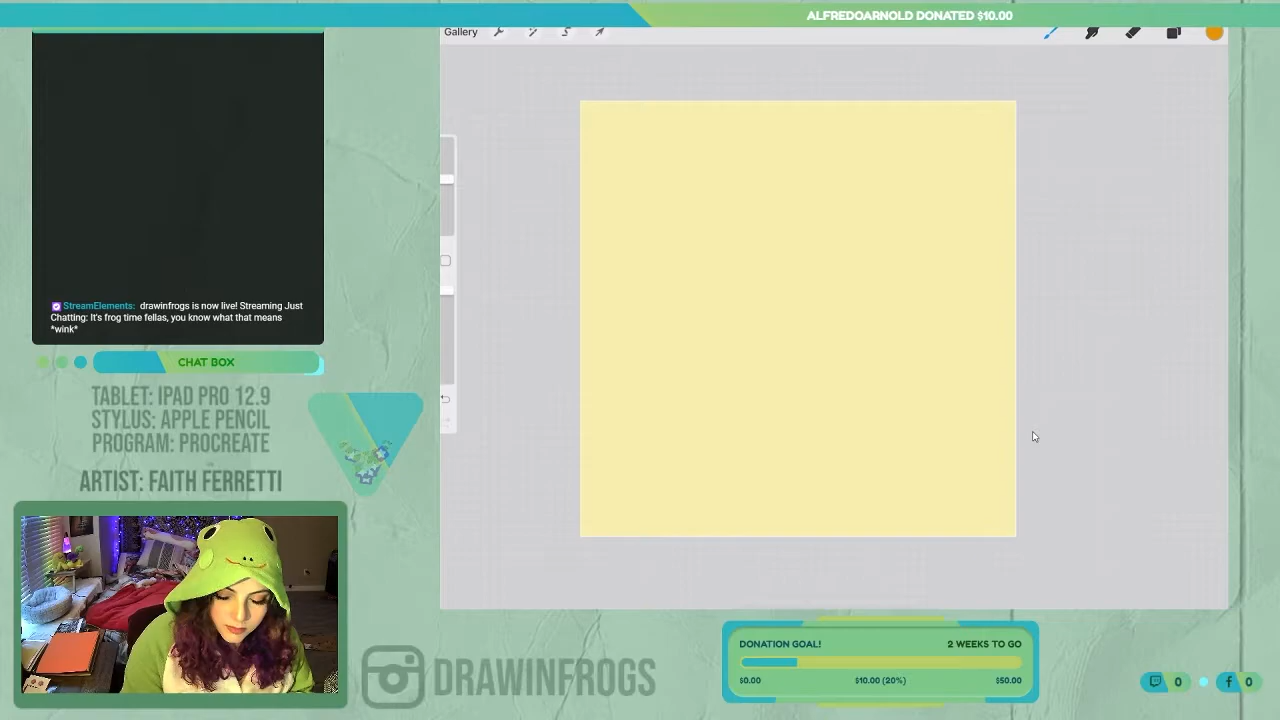 ALFREDOARNOLD DONATED $10.00
Gallery
StreamElements: drawinfrogs is now live! Streaming Just
Chatting: It's frog time fellas, you know what that means
*wink*
CHAT BOX
TABLET: IPAD PRO 12.9
STYLUS: APPLE PENCIL
PROGRAM: PROCREATE
ARTIST: FAITH FERRETTI
DRAWINFROGS
DONATION GOAL! 2 WEEKS TO GO
$0.00 $10.00 (20%) $50.00
0 0